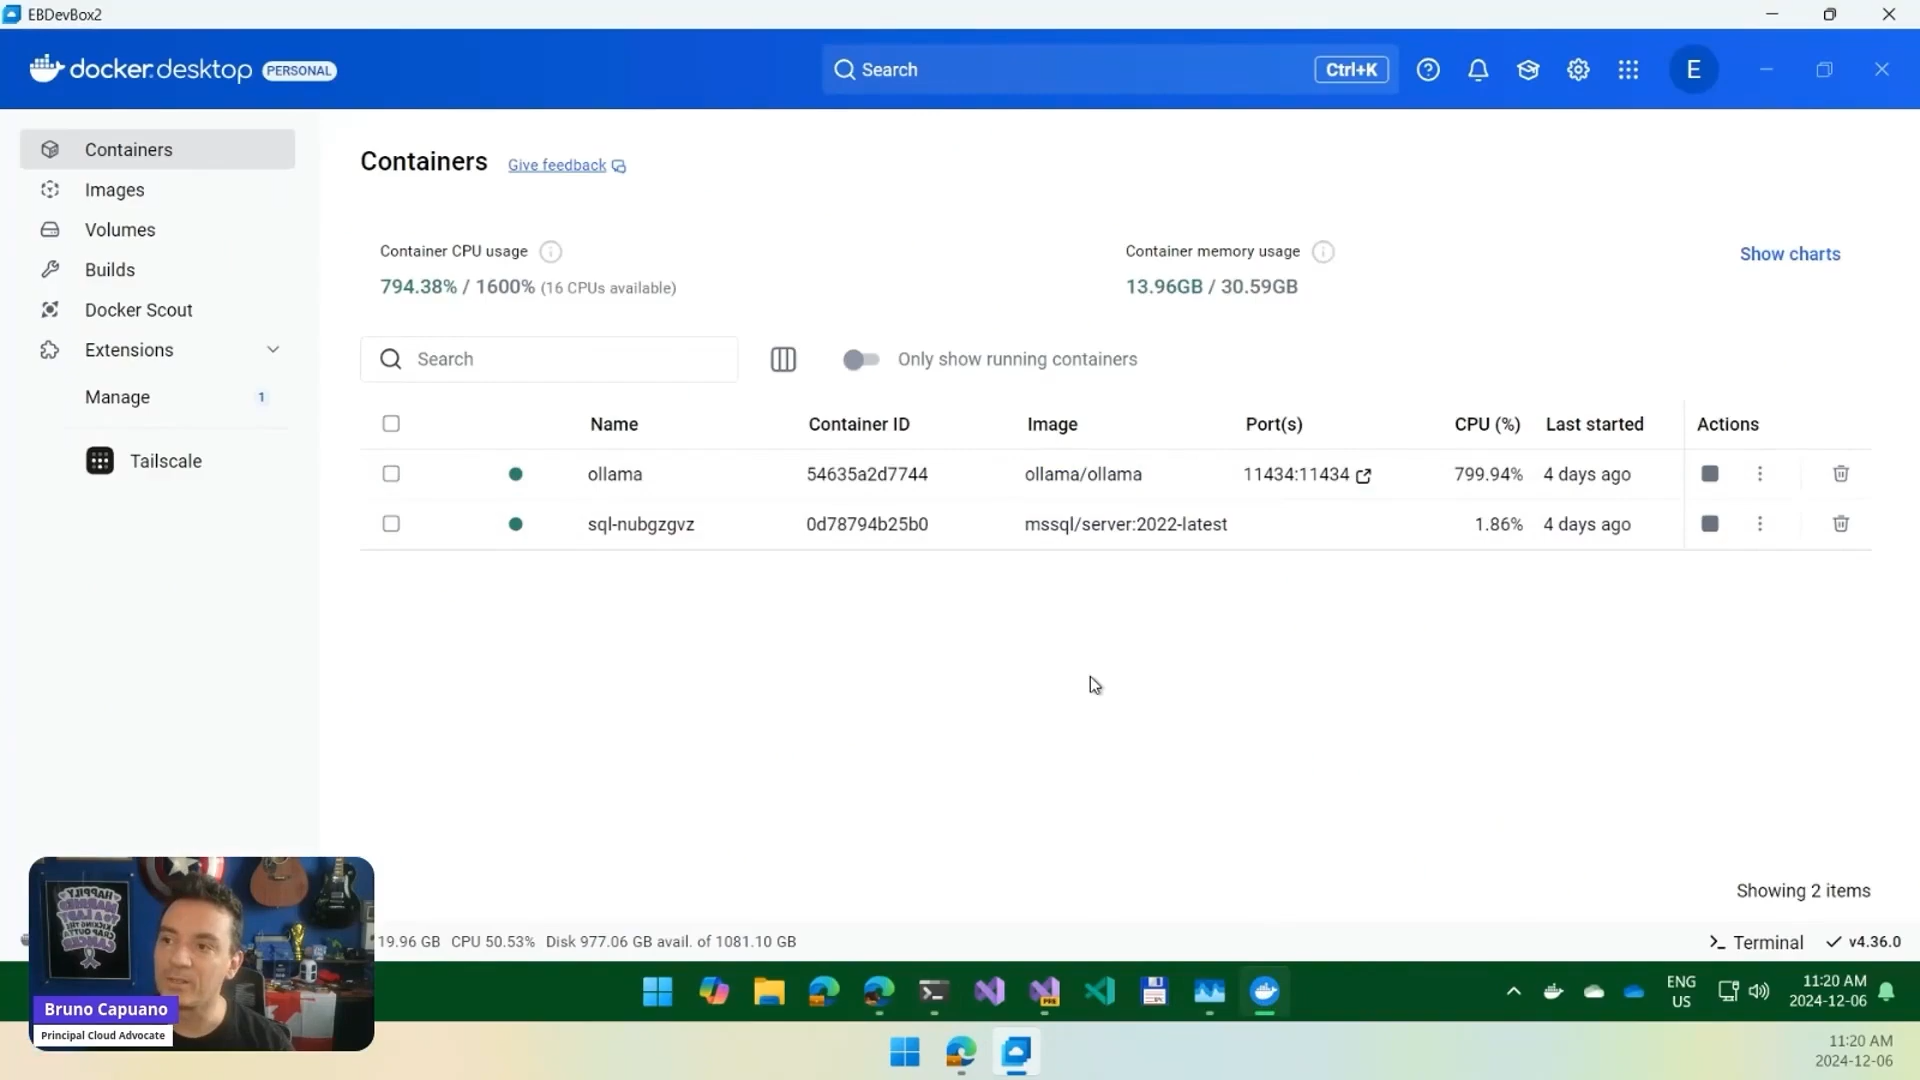 EBDevBox2
docker.desktop PERSONAL
Search Ctrl+K
E
Containers
Images
Volumes
Builds
Docker Scout
Extensions
Manage 1
Tailscale
Containers Give feedback
Container CPU usage
794.38% / 1600% (16 CPUs available)
Container memory usage
13.96GB / 30.59GB
Show charts
Search
Only show running containers
Name Container ID Image Port(s) CPU (%) Last started Actions
ollama 54635a2d7744 ollama/ollama 11434:11434 799.94% 4 days ago
sql-nubgzgvz 0d78794b25b0 mssql/server:2022-latest 1.86% 4 days ago
Showing 2 items
19.96 GB CPU 50.53% Disk 977.06 GB avail. of 1081.10 GB
Terminal v4.36.0
Bruno Capuano
Principal Cloud Advocate
PRE
ENG
US
11:20 AM
2024-12-06
11:20 AM
2024-12-06